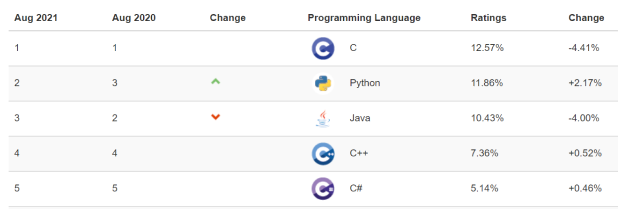 Aug 2021 Aug 2020 Change Programming Language Ratings Change
1 1 C 12.57% -4.41%
2 3 Python 11.86% +2.17%
3 2 Java 10.43% -4.00%
4 4 C++ 7.36% +0.52%
5 5 C# 5.14% +0.46%